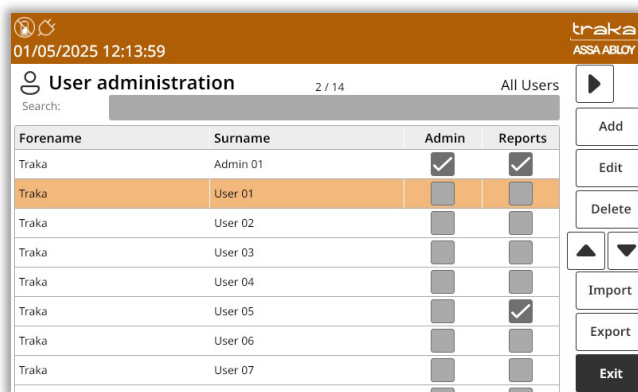 traka
01/05/2025 12:13:59
ASSA ABLOY
User administration 2 / 14 All Users
Search:
Add
Forename Surname Admin Reports
Traka Admin 01
Edit
Traka User 01
Delete
Traka User 02
Traka User 03
Traka User 04
Import
Traka User 05
Export
Traka User 06
Traka User 07
Exit